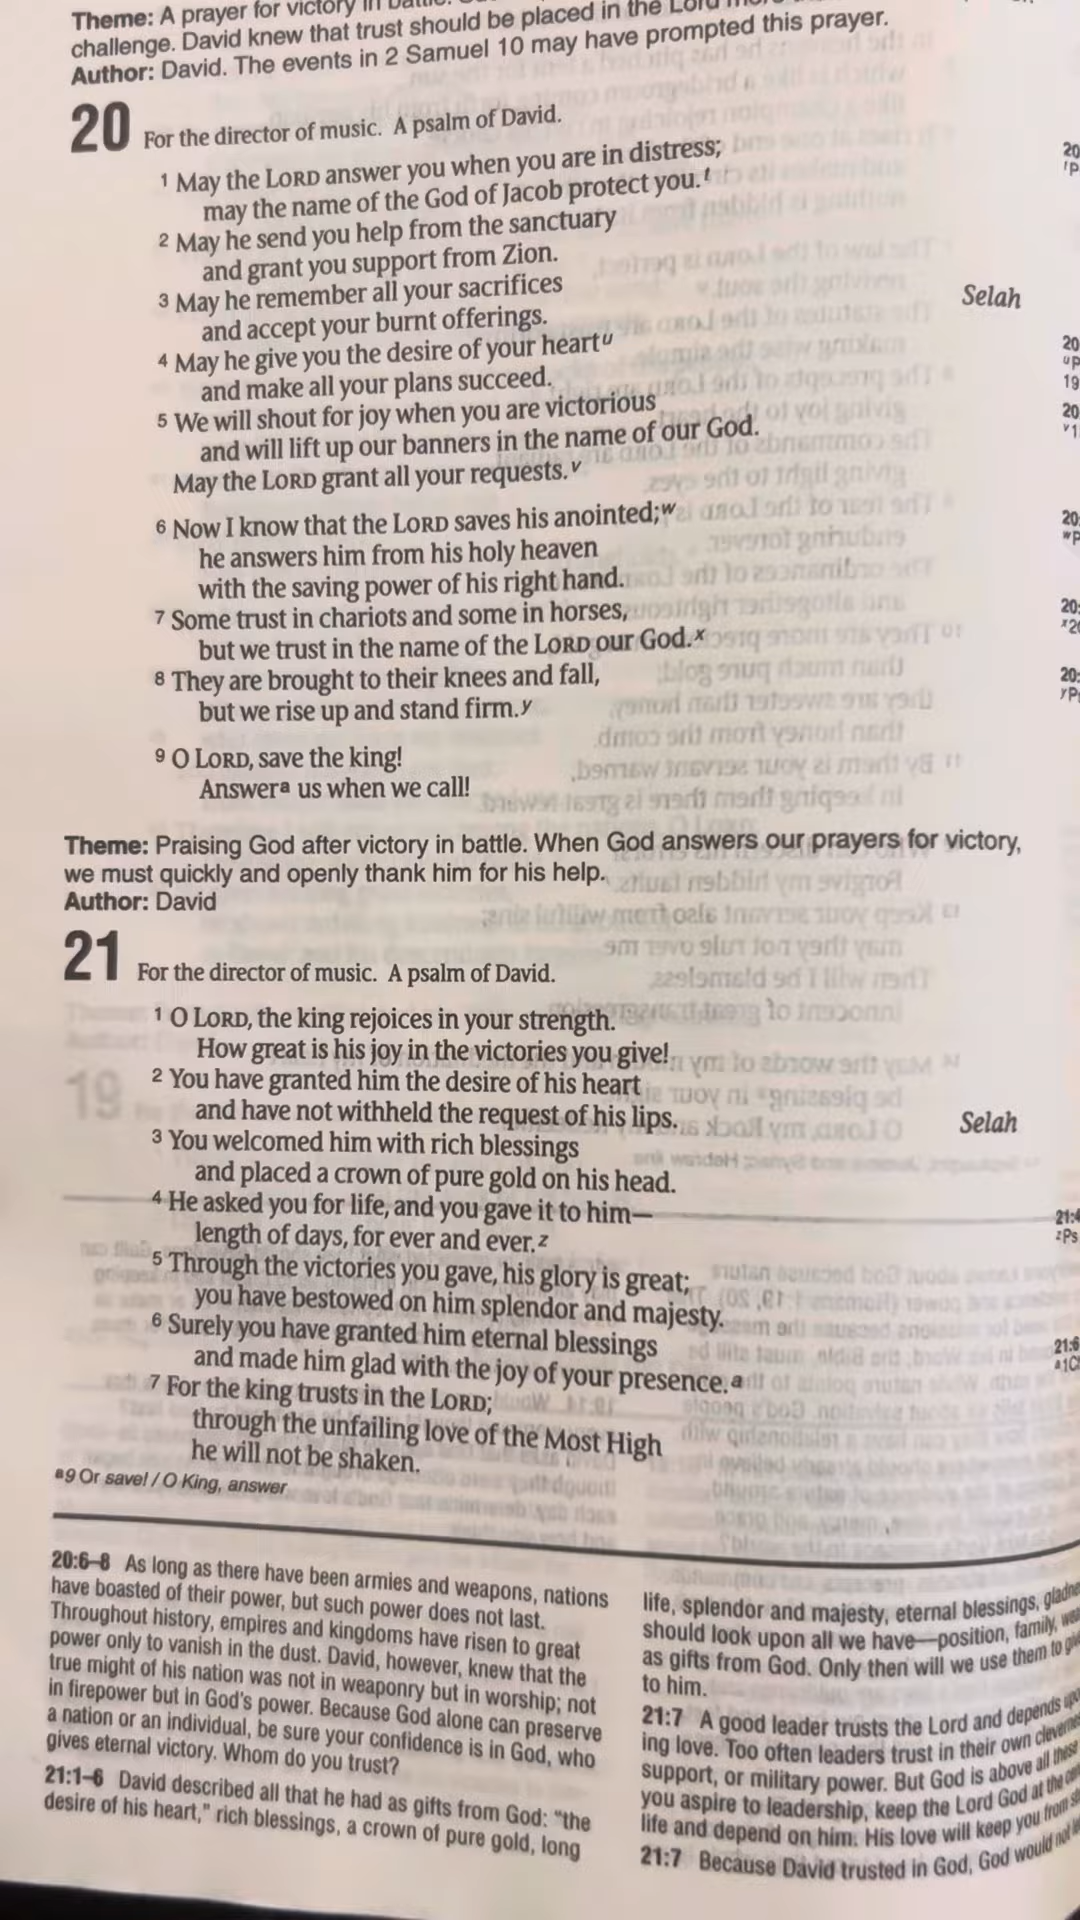 Theme: A prayer for victory in battle.
challenge. David knew that trust should be placed in the Lord
Author: David. The events in 2 Samuel 10 may have prompted this prayer.
20 For the director of music. A psalm of David.
1 May the LORD answer you when you are in distress;
may the name of the God of Jacob protect you.t
2 May he send you help from the sanctuary
and grant you support from Zion.
3 May he remember all your sacrifices
and accept your burnt offerings. Selah
4 May he give you the desire of your heartu
and make all your plans succeed.
5 We will shout for joy when you are victorious
and will lift up our banners in the name of our God.
May the LORD grant all your requests.v
6 Now I know that the LORD saves his anointed;w
he answers him from his holy heaven
with the saving power of his right hand.
7 Some trust in chariots and some in horses,
but we trust in the name of the LORD our God.x
8 They are brought to their knees and fall,
but we rise up and stand firm.y
9 O LORD, save the king!
Answera us when we call!
Theme: Praising God after victory in battle. When God answers our prayers for victory,
we must quickly and openly thank him for his help.
Author: David
21 For the director of music. A psalm of David.
1 O LORD, the king rejoices in your strength.
How great is his joy in the victories you give!
2 You have granted him the desire of his heart
and have not withheld the request of his lips. Selah
3 You welcomed him with rich blessings
and placed a crown of pure gold on his head.
4 He asked you for life, and you gave it to him—
length of days, for ever and ever.z
5 Through the victories you gave, his glory is great;
you have bestowed on him splendor and majesty.
6 Surely you have granted him eternal blessings
and made him glad with the joy of your presence.a
7 For the king trusts in the LORD;
through the unfailing love of the Most High
he will not be shaken.
a9 Or save! / O King, answer
20:6–8 As long as there have been armies and weapons, nations
have boasted of their power, but such power does not last.
Throughout history, empires and kingdoms have risen to great
power only to vanish in the dust. David, however, knew that the
true might of his nation was not in weaponry but in worship; not
in firepower but in God's power. Because God alone can preserve
a nation or an individual, be sure your confidence is in God, who
gives eternal victory. Whom do you trust?
21:1–6 David described all that he had as gifts from God: "the
desire of his heart," rich blessings, a crown of pure gold, long
life, splendor and majesty, eternal blessings,
should look upon all we have—position, family,
as gifts from God. Only then will we use them to
to him.
21:7 A good leader trusts the Lord and depends
ing love. Too often leaders trust in their own
support, or military power. But God is above all these
you aspire to leadership, keep the Lord God at the
life and depend on him. His love will keep you from
21:7 Because David trusted in God, God would not